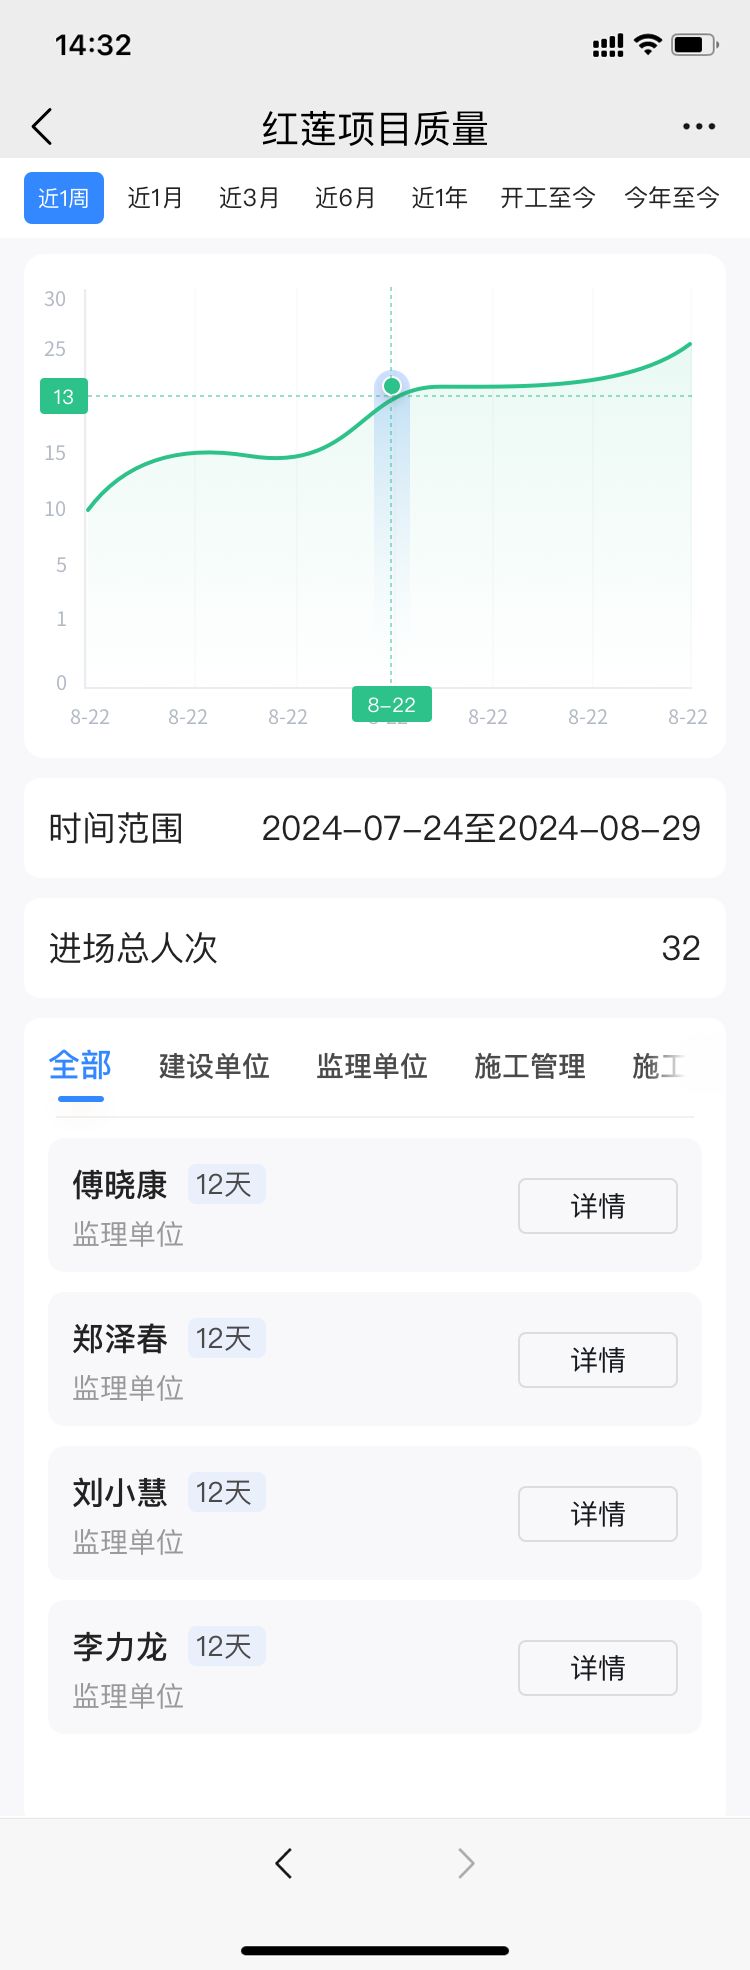 14:32
红莲项目质量
近1周 近1月 近3月 近6月 近1年 开工至今 今年至今
30
25
13
15
10
5
1
0
8-22 8-22 8-22 8-22 8-22 8-22 8-22
时间范围 2024-07-24至2024-08-29
进场总人次 32
全部 建设单位 监理单位 施工管理 施工
傅晓康 12天
监理单位
详情
郑泽春 12天
监理单位
详情
刘小慧 12天
监理单位
详情
李力龙 12天
监理单位
详情